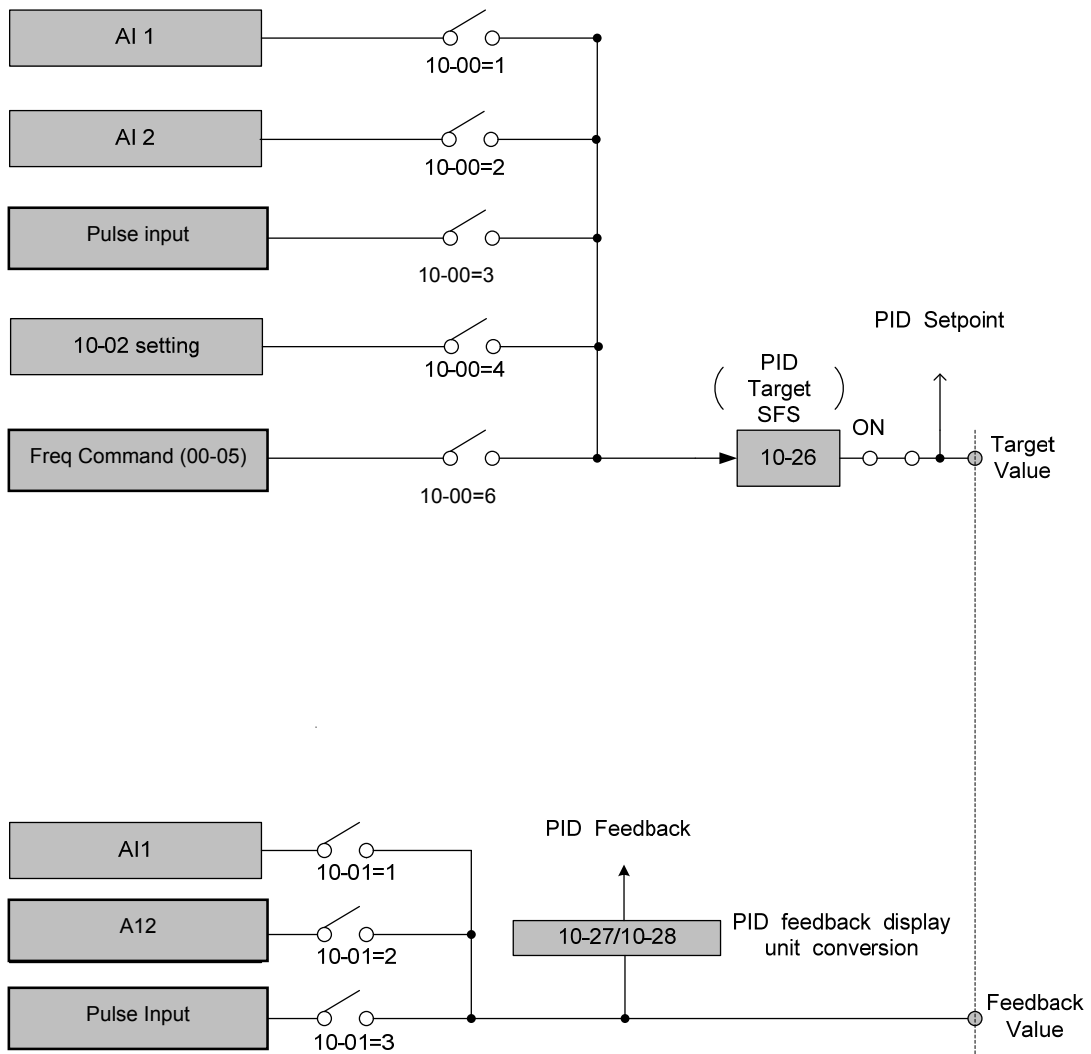 AI 1
10-00=1
AI 2
10-00=2
Pulse input
10-00=3
10-02 setting
10-00=4
Freq Command (00-05)
10-00=6
( PID )
Target
SFS
10-26
ON
PID Setpoint
Target
Value
AI1
10-01=1
A12
10-01=2
Pulse Input
10-01=3
PID Feedback
10-27/10-28
PID feedback display
unit conversion
Feedback
Value